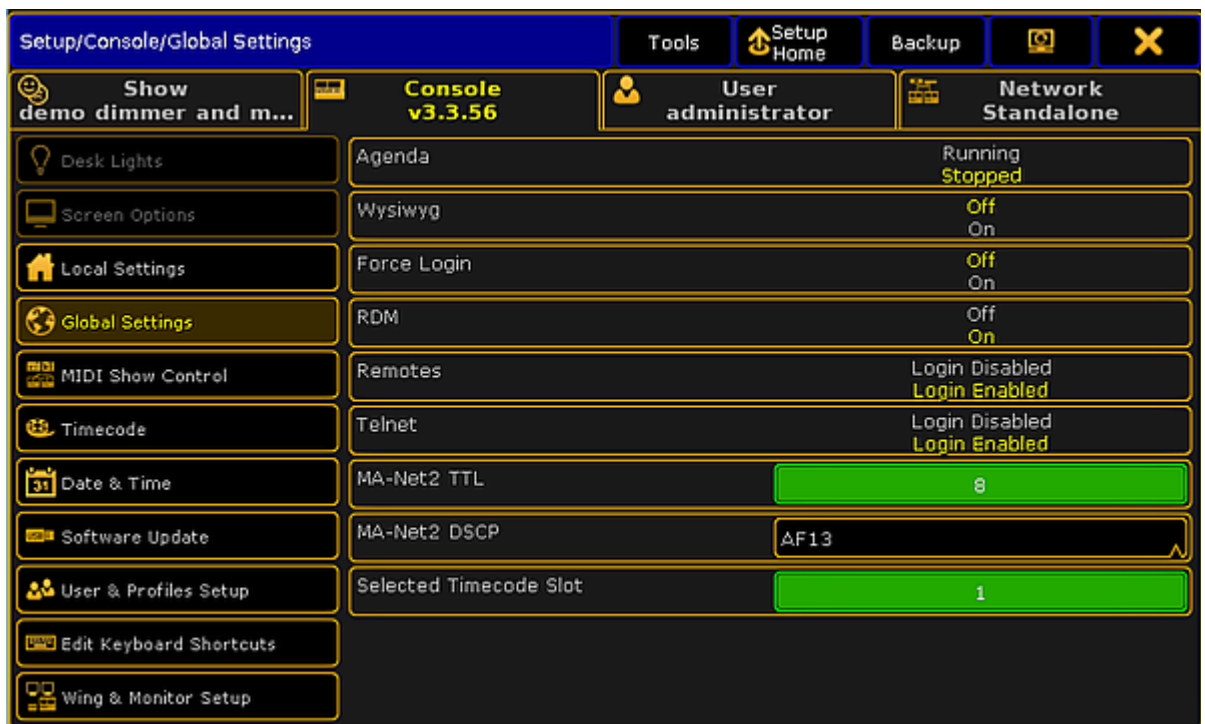 Setup/Console/Global Settings
Tools
Setup
Home
Backup
Show
demo dimmer and m...
Console
v3.3.56
User
administrator
Network
Standalone
Desk Lights
Screen Options
Local Settings
Global Settings
MIDI Show Control
Timecode
Date & Time
Software Update
User & Profiles Setup
Edit Keyboard Shortcuts
Wing & Monitor Setup
Agenda
Running
Stopped
Wysiwyg
Off
On
Force Login
Off
On
RDM
Off
On
Remotes
Login Disabled
Login Enabled
Telnet
Login Disabled
Login Enabled
MA-Net2 TTL
8
MA-Net2 DSCP
AF13
Selected Timecode Slot
1